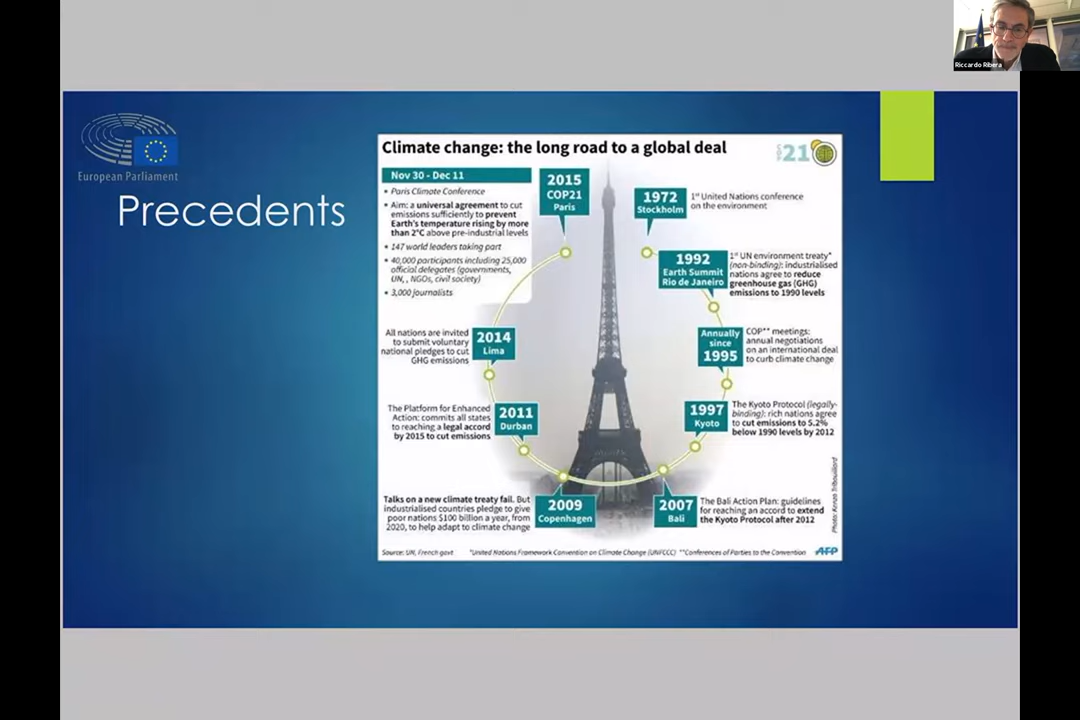 Riccardo Ribera
European Parliament
Precedents
Climate change: the long road to a global deal
COP 21
Nov 30 - Dec 11
• Paris Climate Conference
• Aim: a universal agreement to cut
emissions sufficiently to prevent
Earth's temperature rising by more
than 2°C above pre-industrial levels
• 147 world leaders taking part
• 40,000 participants including 25,000
official delegates (governments,
UN, , NGOs, civil society)
• 3,000 journalists
2015
COP21
Paris
1972
Stockholm
1st United Nations conference
on the environment
1992
Earth Summit
Rio de Janeiro
1st UN environment treaty*
(non-binding): industrialised
nations agree to reduce
greenhouse gas (GHG)
emissions to 1990 levels
Annually
since
1995
COP** meetings:
annual negotiations
on an international deal
to curb climate change
1997
Kyoto
The Kyoto Protocol (legally-
binding): rich nations agree
to cut emissions to 5.2%
below 1990 levels by 2012
2007
Bali
The Bali Action Plan: guidelines
for reaching an accord to extend
the Kyoto Protocol after 2012
2009
Copenhagen
Talks on a new climate treaty fail. But
industrialised countries pledge to give
poor nations $100 billion a year, from
2020, to help adapt to climate change
2011
Durban
The Platform for Enhanced
Action: commits all states
to reaching a legal accord
by 2015 to cut emissions
2014
Lima
All nations are invited
to submit voluntary
national pledges to cut
GHG emissions
Photo: Kenzo Tribouillard
Source: UN, French govt
*United Nations Framework Convention on Climate Change (UNFCCC) **Conferences of Parties to the Convention
AFP